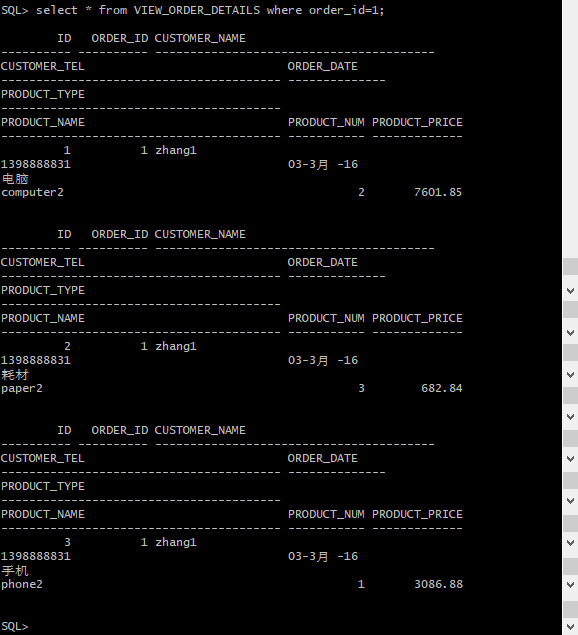 SQL> select * from VIEW_ORDER_DETAILS where order_id=1;
ID ORDER_ID CUSTOMER_NAME
---------- ---------- ----------------------------------------
CUSTOMER_TEL ORDER_DATE
---------------------------------------- --------------
PRODUCT_TYPE
----------------------------------------
PRODUCT_NAME PRODUCT_NUM PRODUCT_PRICE
---------------------------------------- ----------- -------------
1 1 zhang1
1398888831 03-3月 -16
电脑
computer2 2 7601.85
ID ORDER_ID CUSTOMER_NAME
---------- ---------- ----------------------------------------
CUSTOMER_TEL ORDER_DATE
---------------------------------------- --------------
PRODUCT_TYPE
----------------------------------------
PRODUCT_NAME PRODUCT_NUM PRODUCT_PRICE
---------------------------------------- ----------- -------------
2 1 zhang1
1398888831 03-3月 -16
耗材
paper2 3 682.84
ID ORDER_ID CUSTOMER_NAME
---------- ---------- ----------------------------------------
CUSTOMER_TEL ORDER_DATE
---------------------------------------- --------------
PRODUCT_TYPE
----------------------------------------
PRODUCT_NAME PRODUCT_NUM PRODUCT_PRICE
---------------------------------------- ----------- -------------
3 1 zhang1
1398888831 03-3月 -16
手机
phone2 1 3086.88
SQL>